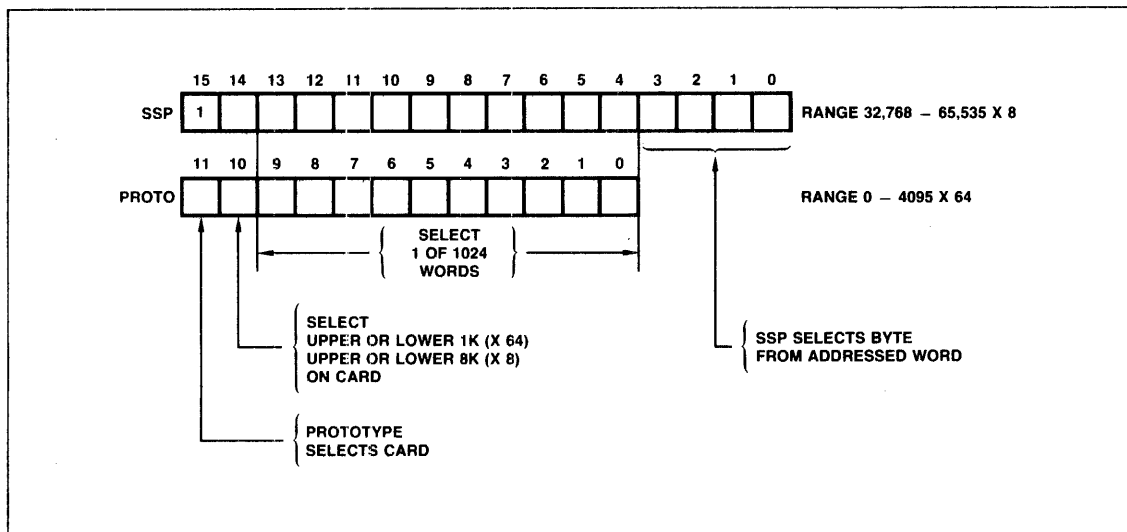 15 14 13 12 11 10 9 8 7 6 5 4 3 2 1 0
SSP 1 RANGE 32,768 – 65,535 X 8
11 10 9 8 7 6 5 4 3 2 1 0
PROTO RANGE 0 – 4095 X 64
SELECT
1 OF 1024
WORDS
SELECT
UPPER OR LOWER 1K (X 64)
UPPER OR LOWER 8K (X 8)
ON CARD
SSP SELECTS BYTE
FROM ADDRESSED WORD
PROTOTYPE
SELECTS CARD